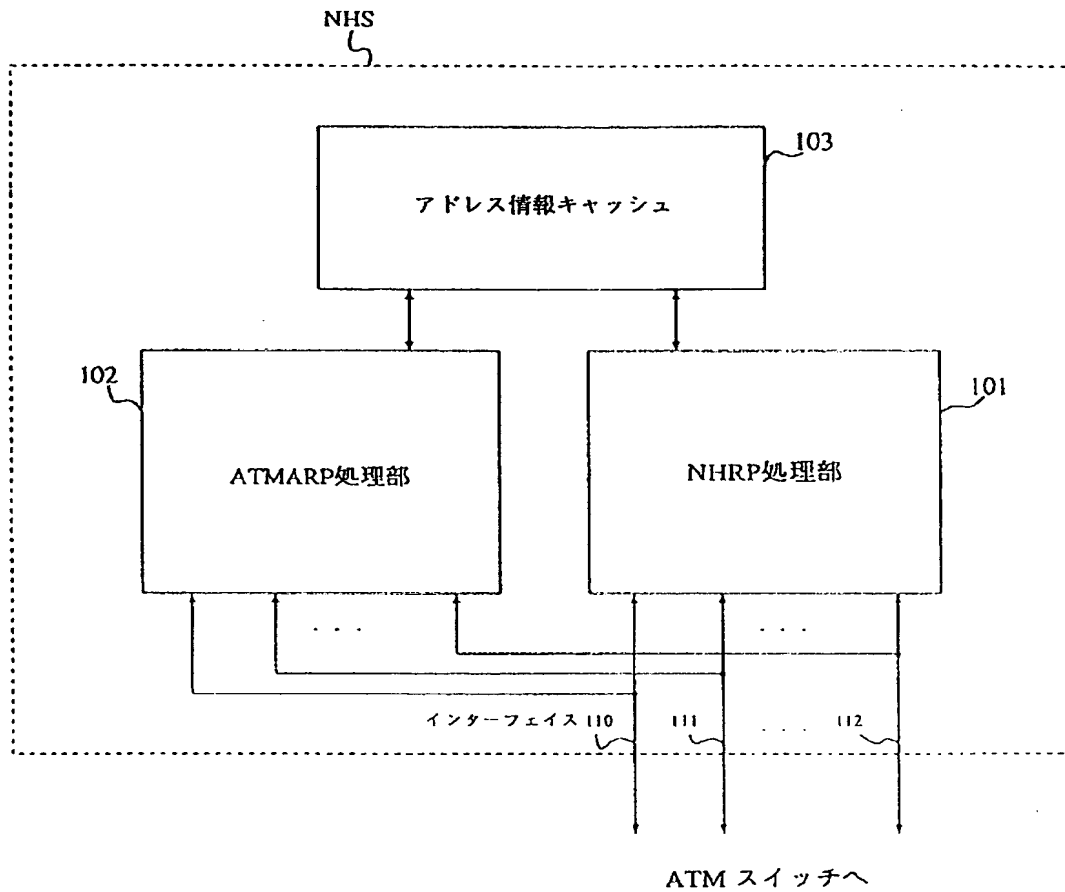 NHS
103
アドレス情報キャッシュ
102
101
ATMARP処理部
NHRP処理部
. . .
. . .
インターフェイス 110
111
. . .
112
ATM スイッチへ